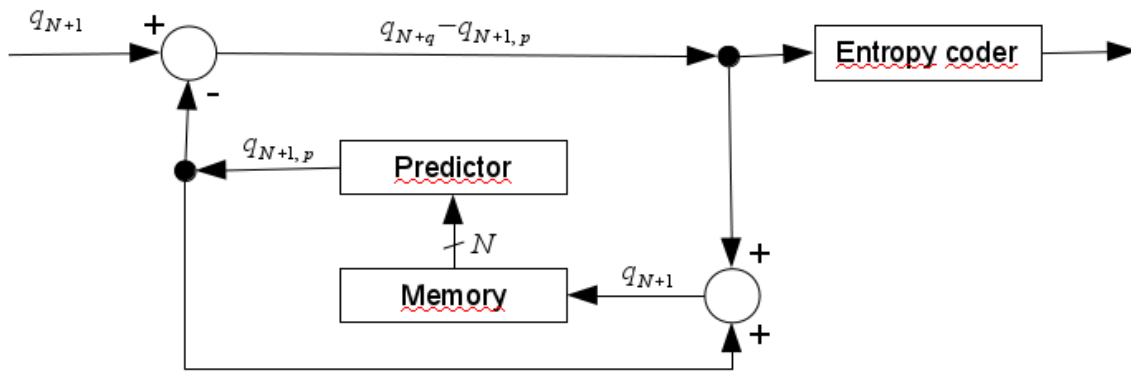 q_{N+1}
+
q_{N+q} − q_{N+1, p}
Entropy coder
-
q_{N+1, p}
Predictor
N
+
q_{N+1}
Memory
+